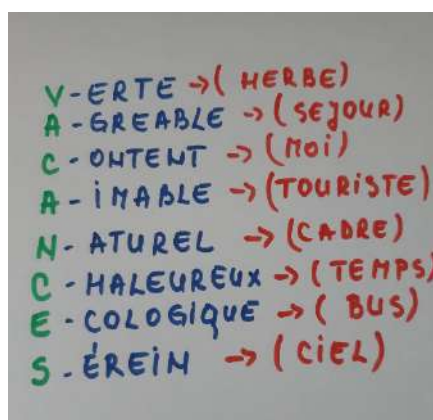 V-ERTE →(HERBE)
A-GREABLE →(SEJOUR)
C-ONTENT →(MOI)
A-IMABLE →(TOURISTE)
N-ATUREL →(CADRE)
C-HALEUREUX→(TEMPS)
E-COLOGIQUE→(BUS)
S-ÉREIN →(CIEL)